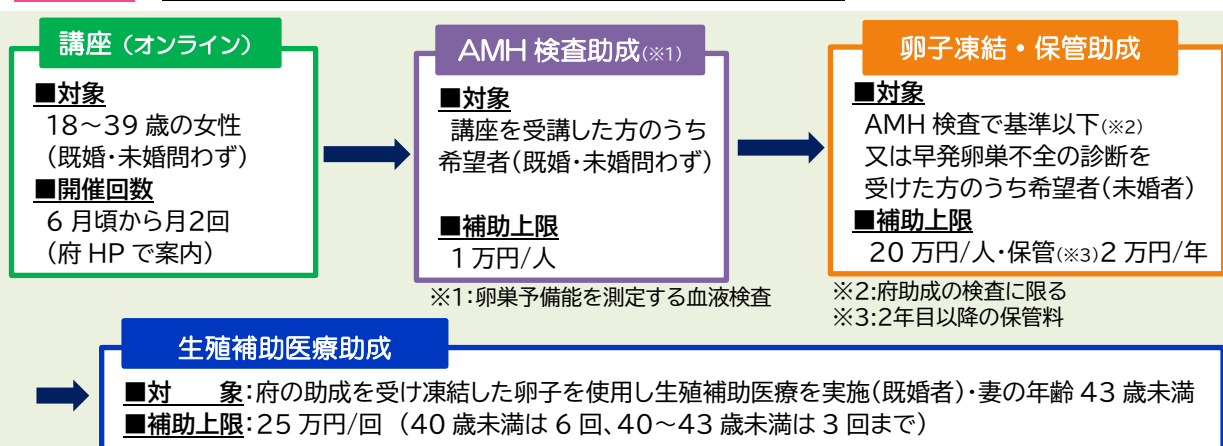 講座（オンライン）
■対象
18～39 歳の女性
（既婚・未婚問わず）
■開催回数
6 月頃から月2回
（府 HP で案内）
AMH 検査助成(※1)
■対象
講座を受講した方のうち
希望者（既婚・未婚問わず）
■補助上限
1 万円/人
※1：卵巣予備能を測定する血液検査
卵子凍結・保管助成
■対象
AMH 検査で基準以下(※2)
又は早発卵巣不全の診断を
受けた方のうち希望者（未婚者）
■補助上限
20 万円/人・保管(※3)2 万円/年
※2:府助成の検査に限る
※3:2年目以降の保管料
生殖補助医療助成
■対　　象：府の助成を受け凍結した卵子を使用し生殖補助医療を実施（既婚者）・妻の年齢 43 歳未満
■補助上限：25 万円/回 （40 歳未満は 6 回、40～43 歳未満は 3 回まで）